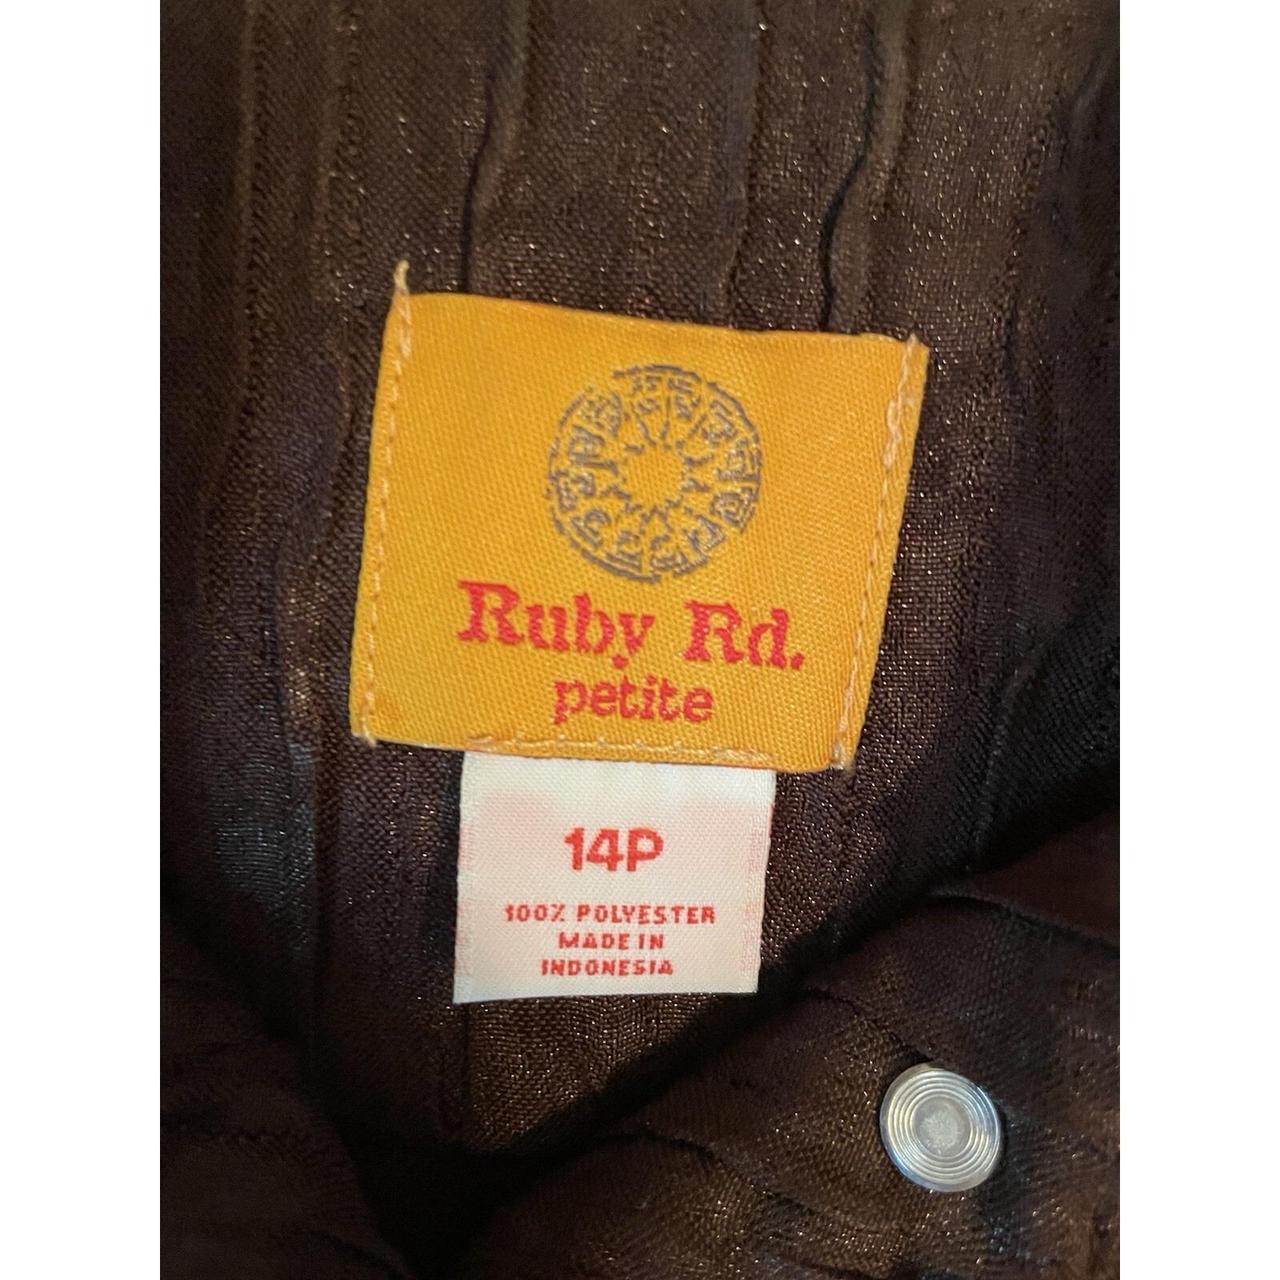 Ruby Rd.
petite
14P
100% POLYESTER
MADE IN
INDONESIA